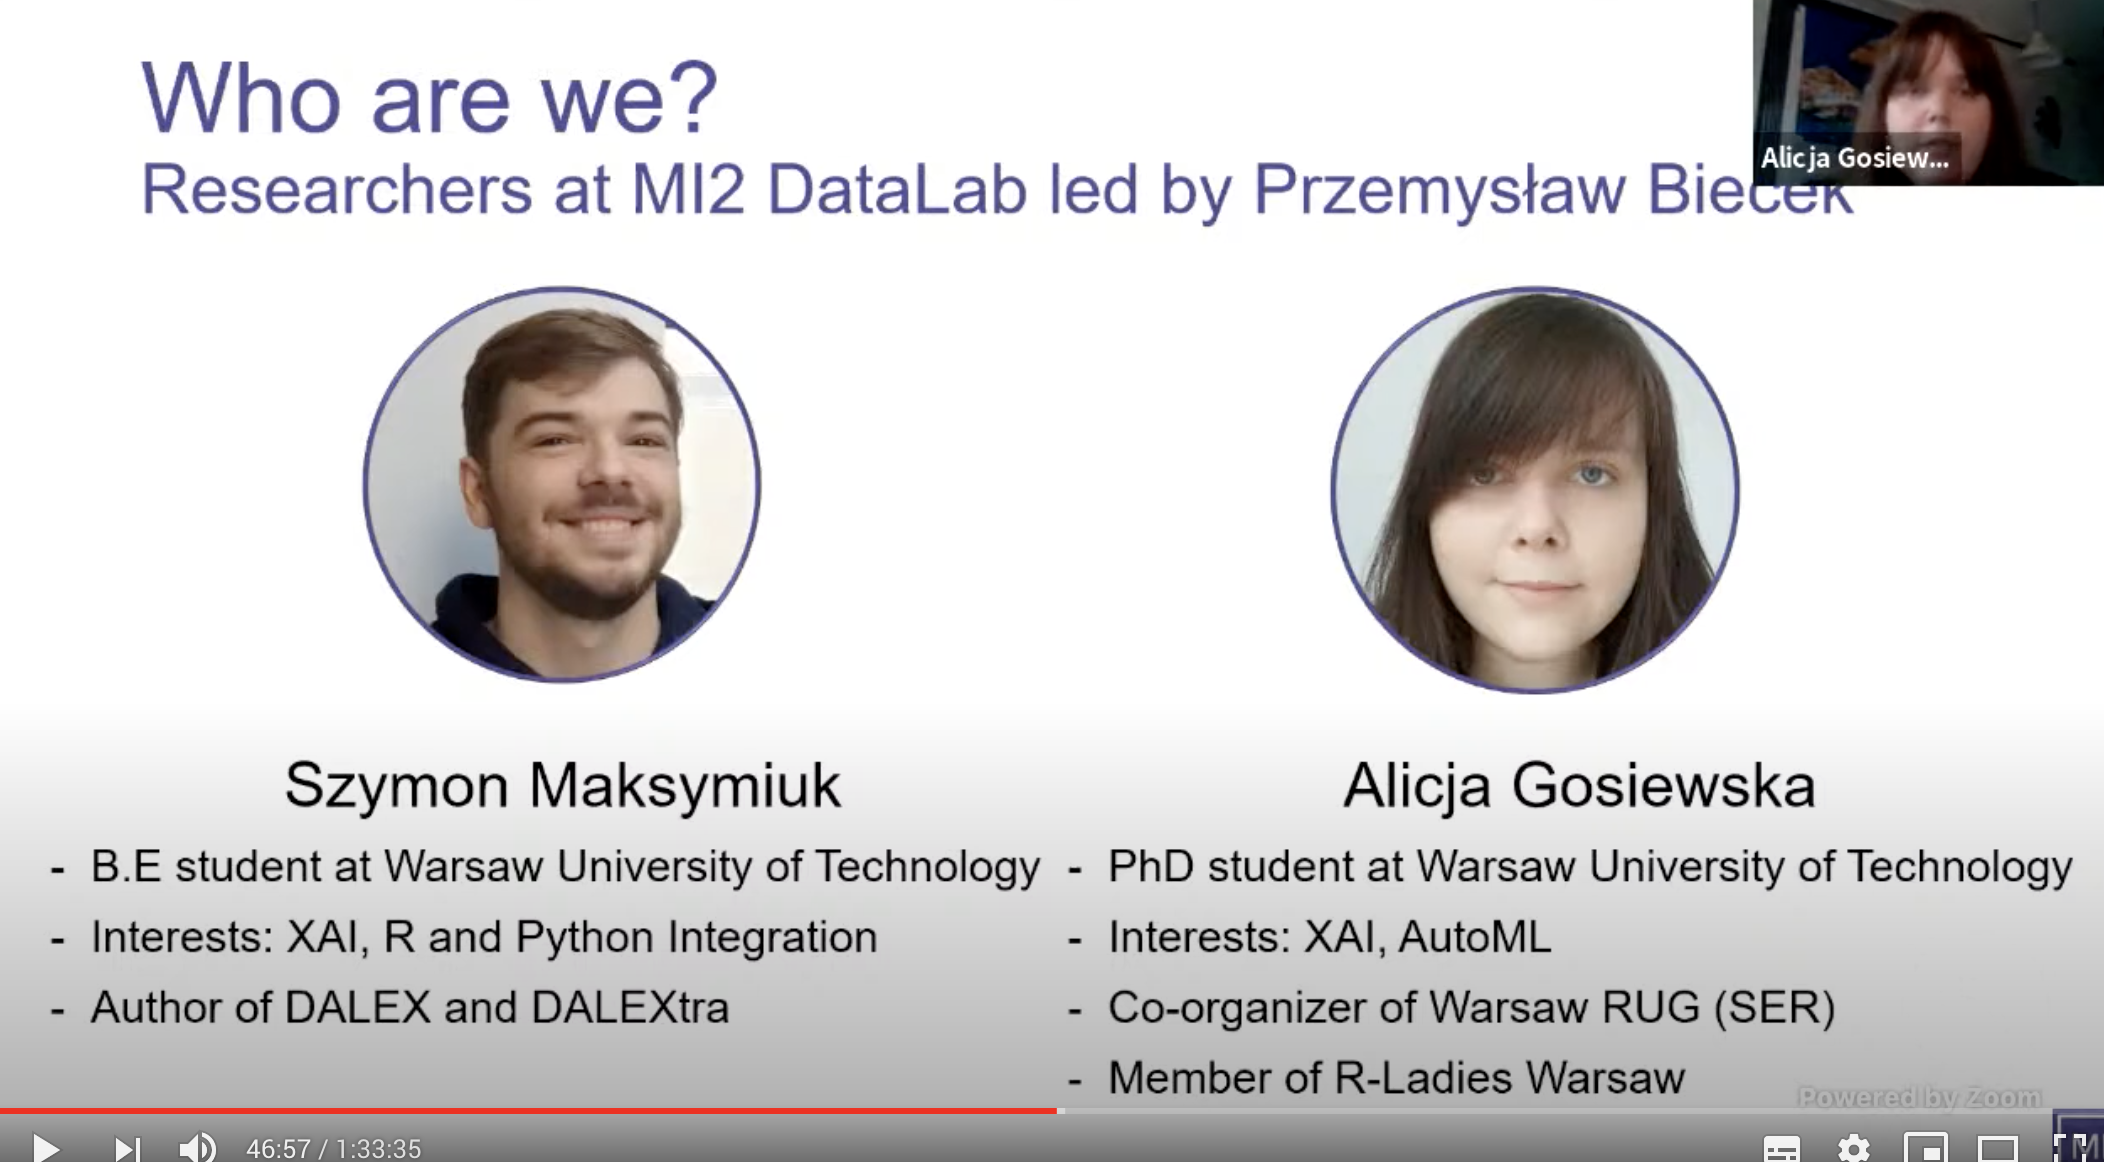 Who are we?
Researchers at MI2 DataLab led by Przemysław Biecek
Alicja Gosiew...
Szymon Maksymiuk
- B.E student at Warsaw University of Technology
- Interests: XAI, R and Python Integration
- Author of DALEX and DALEXtra
Alicja Gosiewska
- PhD student at Warsaw University of Technology
- Interests: XAI, AutoML
- Co-organizer of Warsaw RUG (SER)
- Member of R-Ladies Warsaw
Powered by Zoom
46:57 / 1:33:35